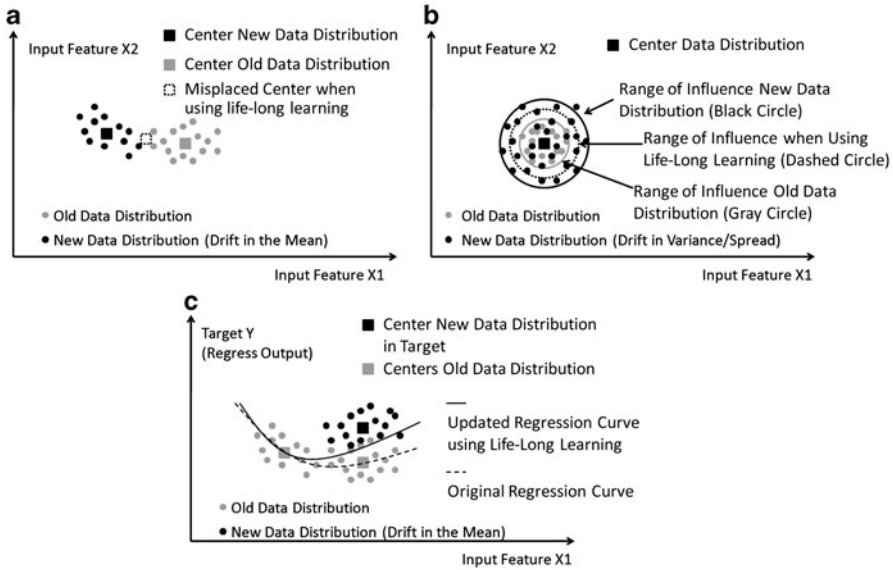 a
Input Feature X2
Center New Data Distribution
Center Old Data Distribution
Misplaced Center when
using life-long learning
Old Data Distribution
New Data Distribution (Drift in the Mean)
Input Feature X1
b
Input Feature X2
Center Data Distribution
Range of Influence New Data
Distribution (Black Circle)
Range of Influence when Using
Life-Long Learning (Dashed Circle)
Range of Influence Old Data
Distribution (Gray Circle)
Old Data Distribution
New Data Distribution (Drift in Variance/Spread)
Input Feature X1
c
Target Y
(Regress Output)
Center New Data Distribution
in Target
Centers Old Data Distribution
Updated Regression Curve
using Life-Long Learning
Original Regression Curve
Old Data Distribution
New Data Distribution (Drift in the Mean)
Input Feature X1